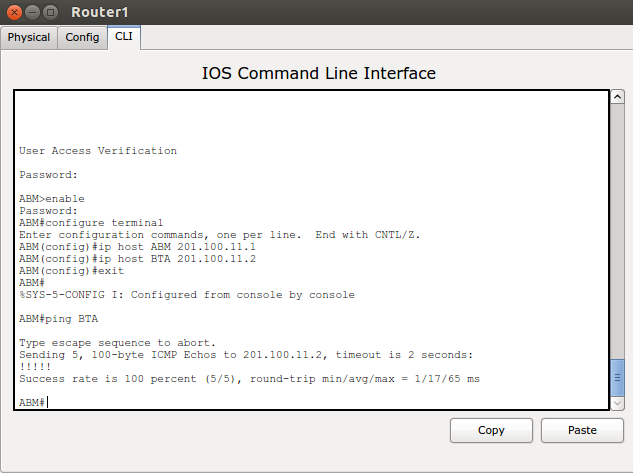 Router1
Physical Config CLI
IOS Command Line Interface
User Access Verification
Password:
ABM>enable
Password:
ABM#configure terminal
Enter configuration commands, one per line.  End with CNTL/Z.
ABM(config)#ip host ABM 201.100.11.1
ABM(config)#ip host BTA 201.100.11.2
ABM(config)#exit
ABM#
%SYS-5-CONFIG I: Configured from console by console
ABM#ping BTA
Type escape sequence to abort.
Sending 5, 100-byte ICMP Echos to 201.100.11.2, timeout is 2 seconds:
!!!!!
Success rate is 100 percent (5/5), round-trip min/avg/max = 1/17/65 ms
ABM#
Copy Paste